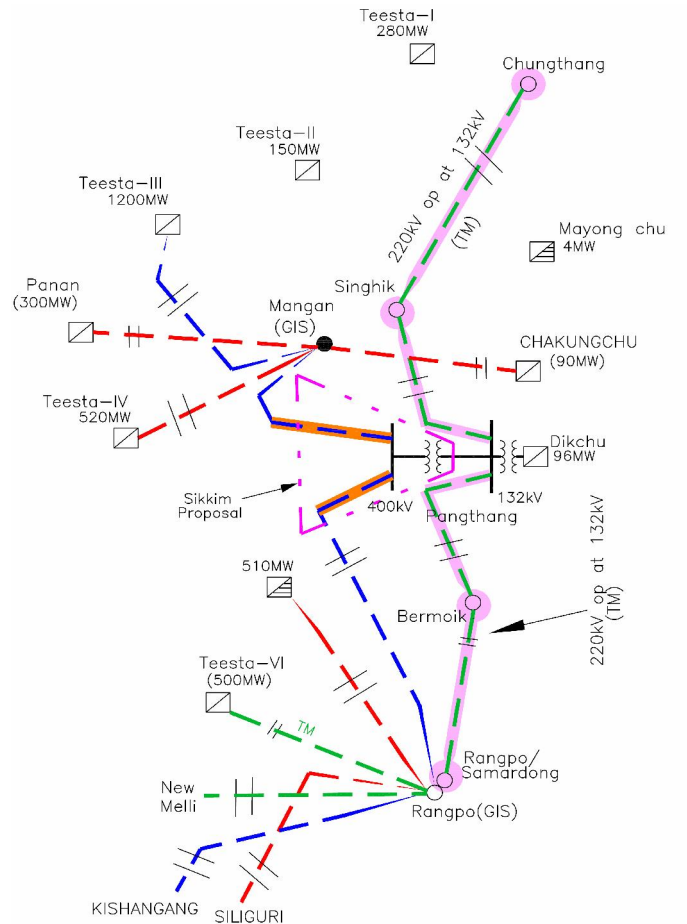 Teesta-I
280MW
Chungthang
220kV op at 132kV
(TM)
Teesta-II
150MW
Teesta-III
1200MW
Mayong chu
4MW
Singhik
Panan
(300MW)
Mangan
(GIS)
CHAKUNGCHU
(90MW)
Teesta-IV
520MW
Dikchu
96MW
Sikkim
Proposal
400kV
132kV
Pangthang
220kV op at 132kV
(TM)
510MW
Bermoik
Teesta-VI
(500MW)
TM
Rangpo/
Samardong
New
Melli
Rangpo(GIS)
KISHANGANG
SILIGURI